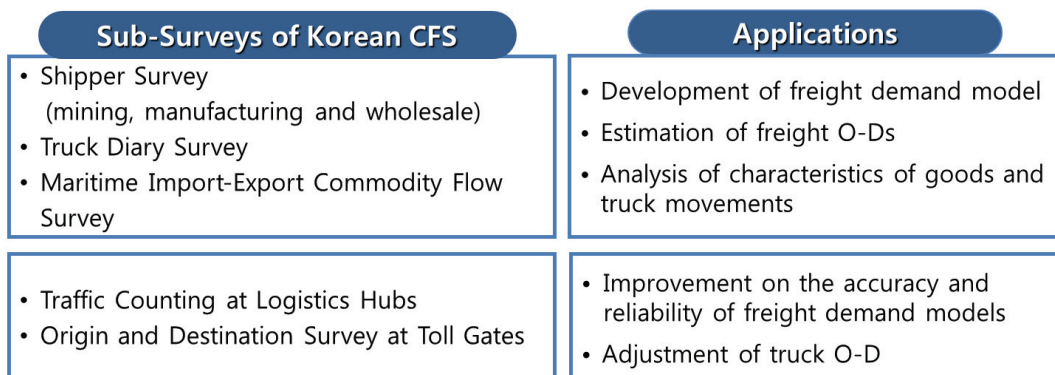 Sub-Surveys of Korean CFS
• Shipper Survey
(mining, manufacturing and wholesale)
• Truck Diary Survey
• Maritime Import-Export Commodity Flow
Survey
Applications
• Development of freight demand model
• Estimation of freight O-Ds
• Analysis of characteristics of goods and
truck movements
• Traffic Counting at Logistics Hubs
• Origin and Destination Survey at Toll Gates
• Improvement on the accuracy and
reliability of freight demand models
• Adjustment of truck O-D